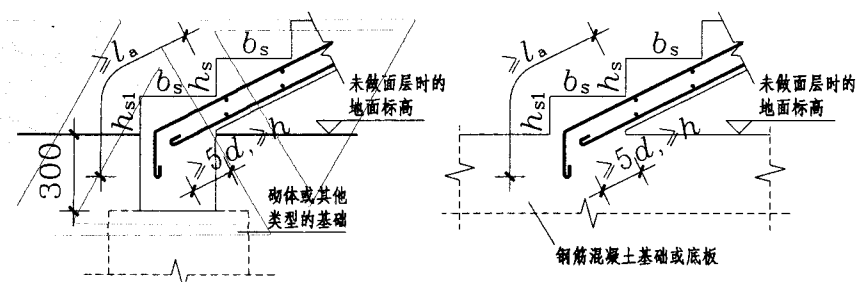 ≥la
bs
bs
hs
hs1
未做面层时的
地面标高
300
≥5d,≥h
砌体或其他
类型的基础
≥la
bs
bs
hs
hs1
未做面层时的
地面标高
≥5d,≥h
钢筋混凝土基础或底板